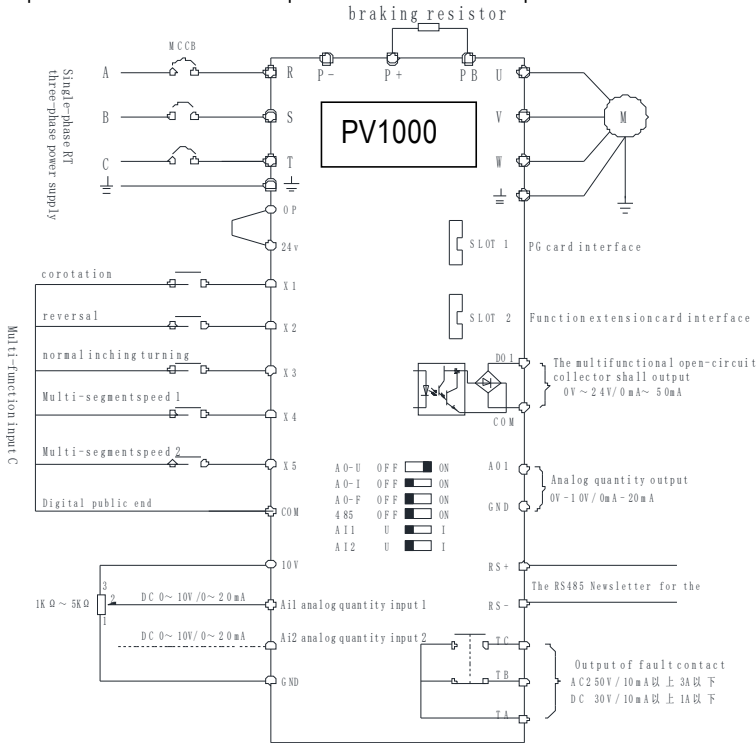 braking resistor
MCCB
P-
P+
PB
Single-phase RT
three-phase power supply
A
R
B
S
C
T
U
V
W
M
PV1000
OP
24v
SLOT 1
PG card interface
SLOT 2
Function extension card interface
Multi-function input C
corotation
X1
reversal
X2
normal inching turning
X3
Multi-segment speed 1
X4
Multi-segment speed 2
X5
Digital public end
COM
DO1
COM
The multifunctional open-circuit
collector shall output
0V～24V/0mA～50mA
AO-U OFF ON
AO-I OFF ON
AO-F OFF ON
485 OFF ON
AI1 U I
AI2 U I
AO1
GND
Analog quantity output
0V-10V/0mA-20mA
10V
1KΩ～5KΩ
3
2
1
DC 0～10V/0～20mA
Ai1 analog quantity input 1
DC 0～10V/0～20mA
Ai2 analog quantity input 2
GND
RS+
The RS485 Newsletter for the
RS-
TC
TB
TA
Output of fault contact
AC250V/10mA以上 3A以下
DC 30V/10mA以上 1A以下